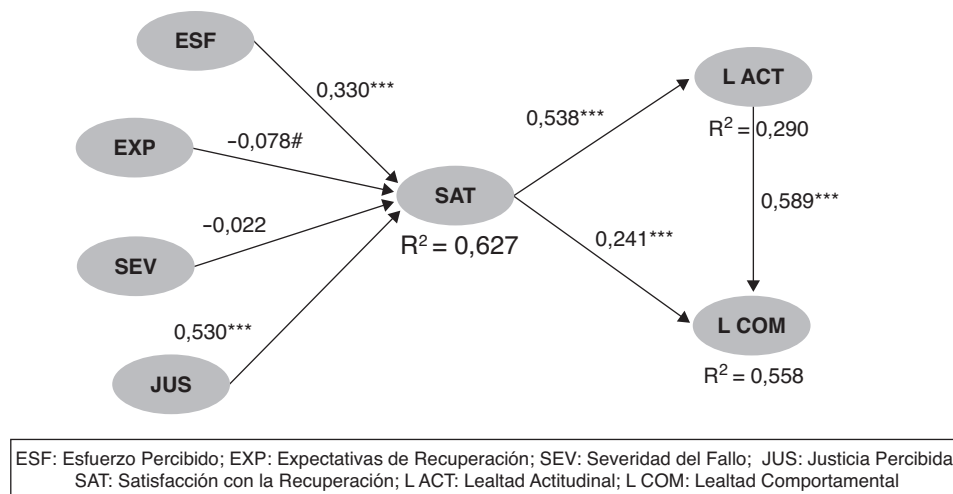 ESF
L ACT
0,330***
0,538***
R² = 0,290
EXP
-0,078#
SAT
0,589***
-0,022
R² = 0,627
0,241***
SEV
0,530***
L COM
JUS
R² = 0,558
ESF: Esfuerzo Percibido; EXP: Expectativas de Recuperación; SEV: Severidad del Fallo; JUS: Justicia Percibida
SAT: Satisfacción con la Recuperación; L ACT: Lealtad Actitudinal; L COM: Lealtad Comportamental